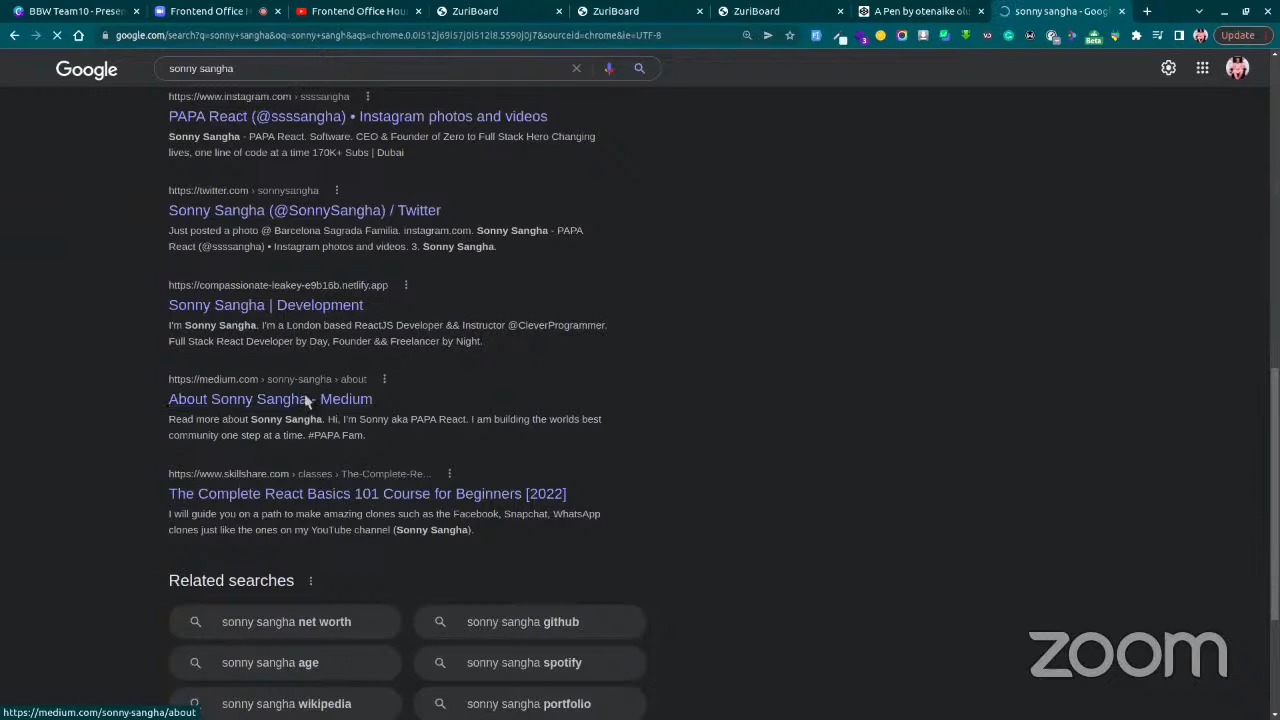 BBW Team10 - Presen
Frontend Office H
Frontend Office Hou
ZuriBoard
ZuriBoard
ZuriBoard
A Pen by otenaike olu
sonny sangha - Goog
google.com/search?q=sonny+sangha&oq=sonny+sangh&aqs=chrome.0.0i512j69i57j0i512l8.5590j0j7&sourceid=chrome&ie=UTF-8
Beta
Update
Google
sonny sangha
https://www.instagram.com › ssssangha
PAPA React (@ssssangha) • Instagram photos and videos
Sonny Sangha - PAPA React. Software. CEO & Founder of Zero to Full Stack Hero Changing
lives, one line of code at a time 170K+ Subs | Dubai
https://twitter.com › sonnysangha
Sonny Sangha (@SonnySangha) / Twitter
Just posted a photo @ Barcelona Sagrada Familia. instagram.com. Sonny Sangha - PAPA
React (@ssssangha) • Instagram photos and videos. 3. Sonny Sangha.
https://compassionate-leakey-e9b16b.netlify.app
Sonny Sangha | Development
I'm Sonny Sangha. I'm a London based ReactJS Developer && Instructor @CleverProgrammer.
Full Stack React Developer by Day, Founder && Freelancer by Night.
https://medium.com › sonny-sangha › about
About Sonny Sangha - Medium
Read more about Sonny Sangha. Hi, I'm Sonny aka PAPA React. I am building the worlds best
community one step at a time. #PAPA Fam.
https://www.skillshare.com › classes › The-Complete-Re...
The Complete React Basics 101 Course for Beginners [2022]
I will guide you on a path to make amazing clones such as the Facebook, Snapchat, WhatsApp
clones just like the ones on my YouTube channel (Sonny Sangha).
Related searches
sonny sangha net worth
sonny sangha github
sonny sangha age
sonny sangha spotify
sonny sangha wikipedia
sonny sangha portfolio
zoom
https://medium.com/sonny-sangha/about